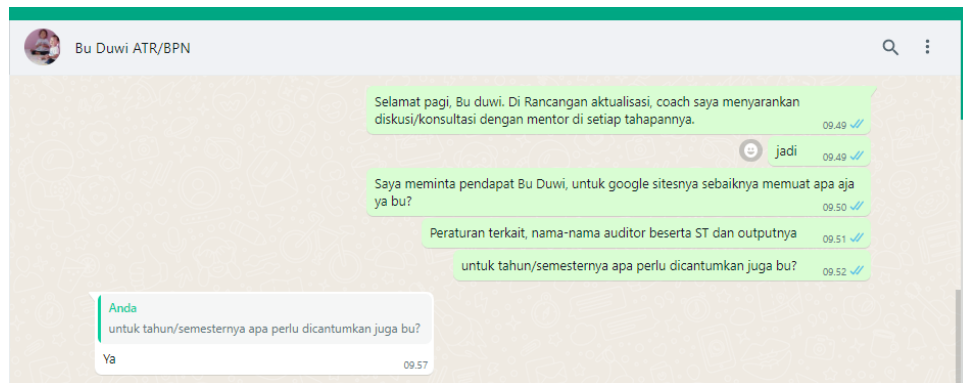 Bu Duwi ATR/BPN
Selamat pagi, Bu duwi. Di Rancangan aktualisasi, coach saya menyarankan
diskusi/konsultasi dengan mentor di setiap tahapannya.
09.49
jadi 09.49
Saya meminta pendapat Bu Duwi, untuk google sitesnya sebaiknya memuat apa aja
ya bu?
09.50
Peraturan terkait, nama-nama auditor beserta ST dan outputnya 09.51
untuk tahun/semesternya apa perlu dicantumkan juga bu? 09.52
Anda
untuk tahun/semesternya apa perlu dicantumkan juga bu?
Ya 09.57